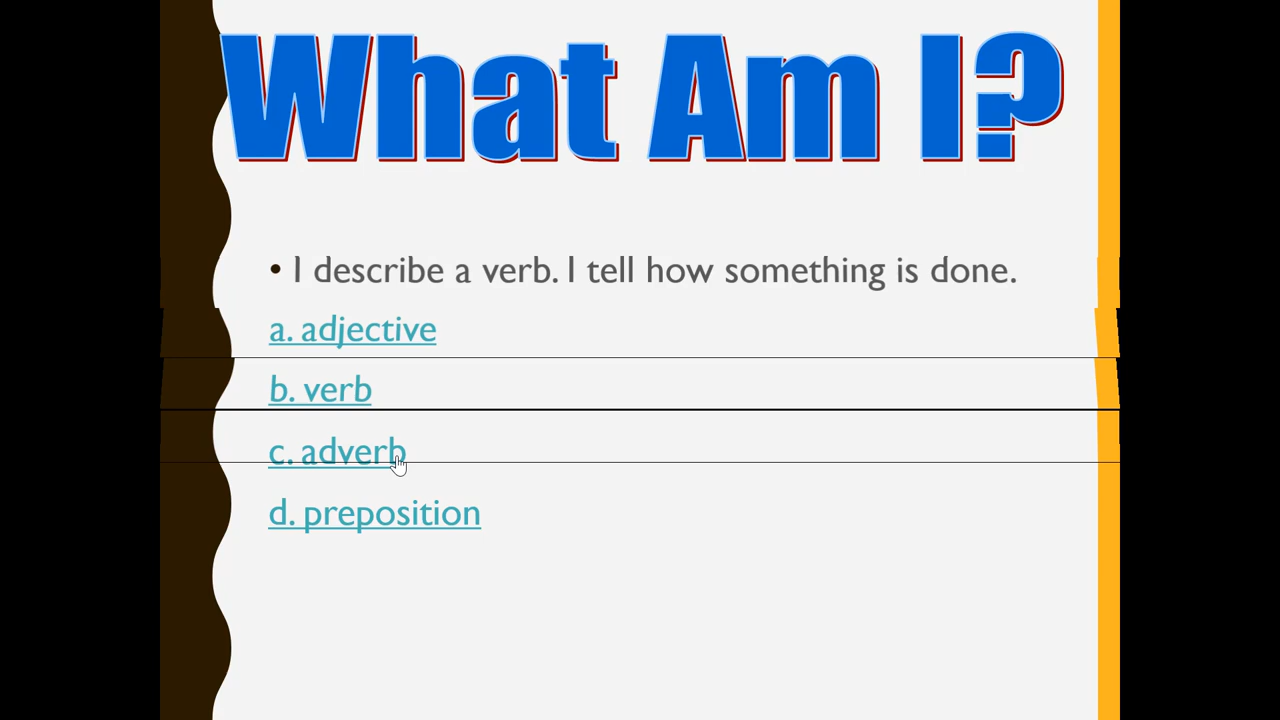 What Am I?
• I describe a verb. I tell how something is done.
a. adjective
b. verb
c. adverb
d. preposition